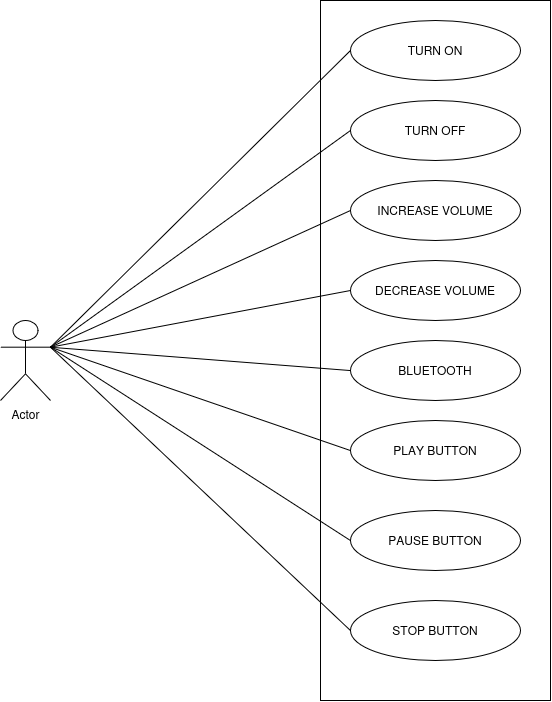 TURN ON
TURN OFF
INCREASE VOLUME
DECREASE VOLUME
BLUETOOTH
Actor
PLAY BUTTON
PAUSE BUTTON
STOP BUTTON